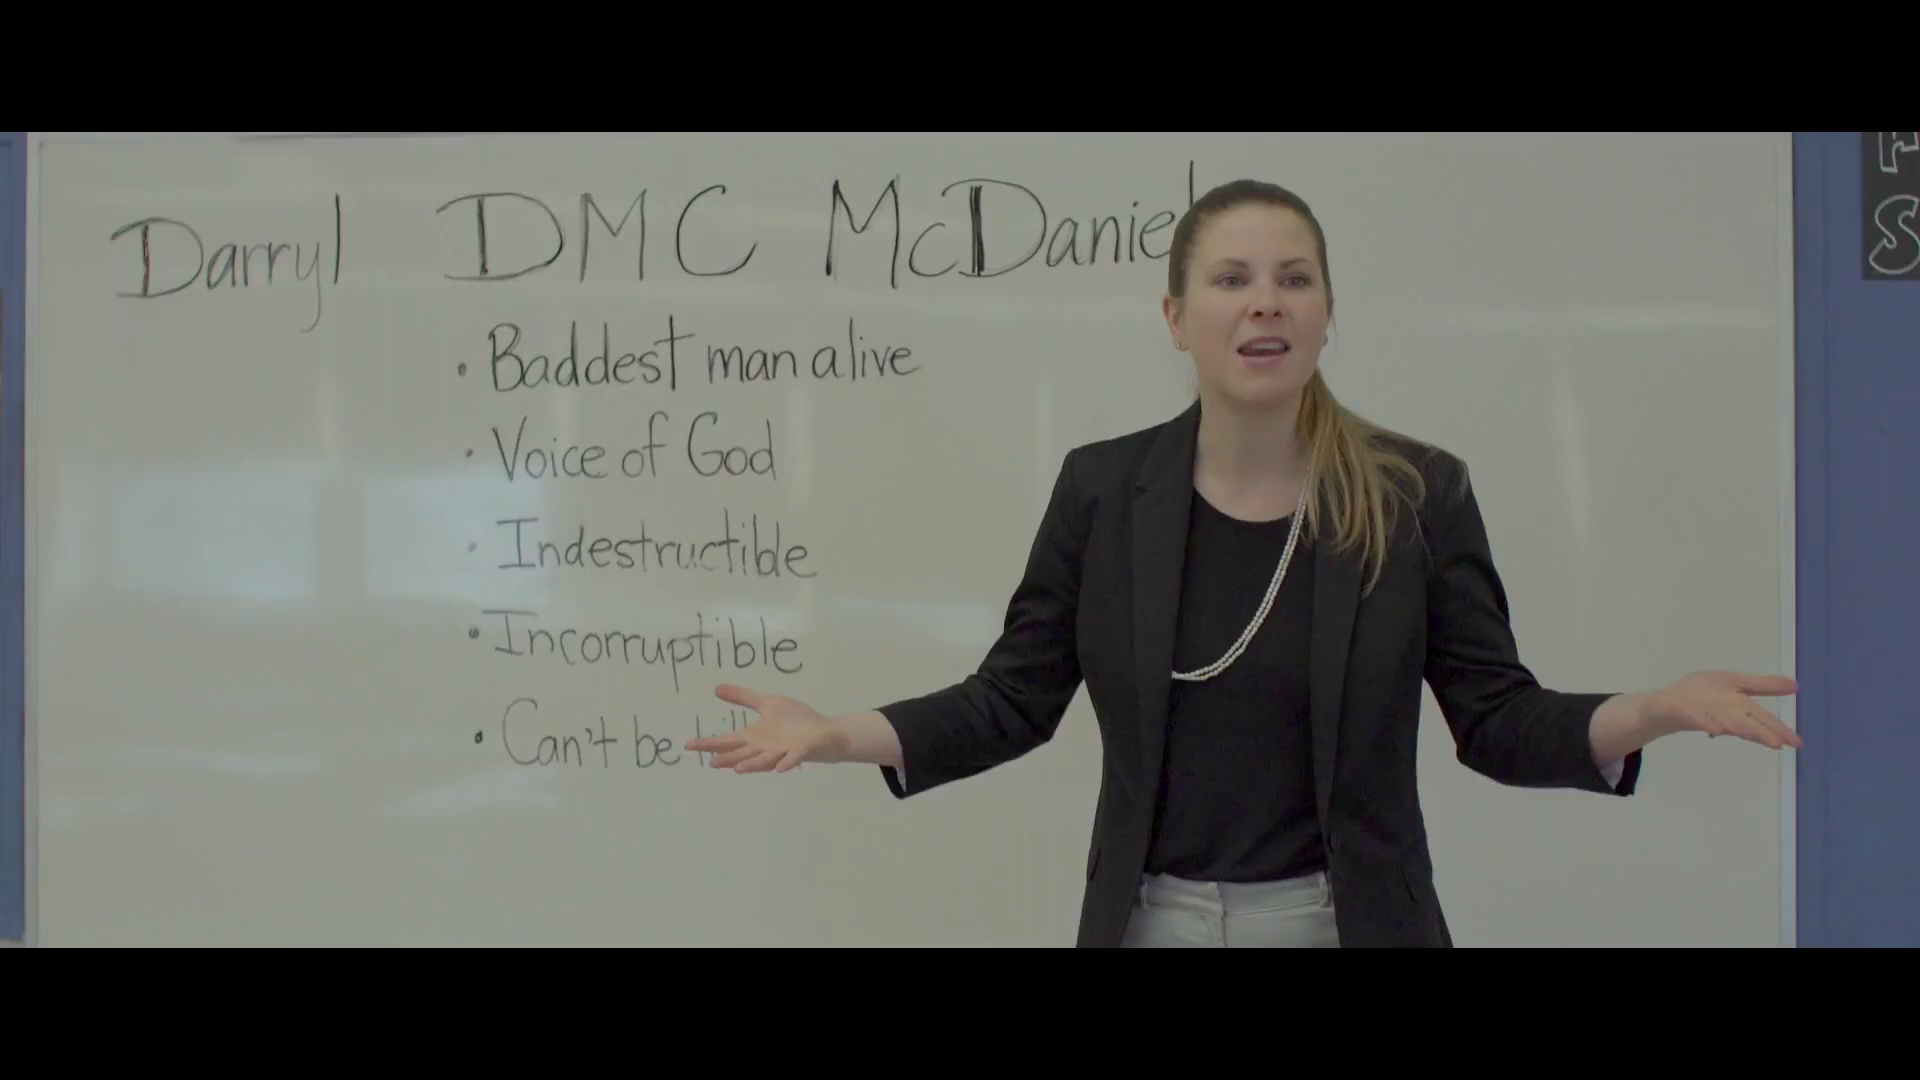 Darryl DMC McDaniel
• Baddest man alive
• Voice of God
• Indestructible
• Incorruptible
• Can't be
S